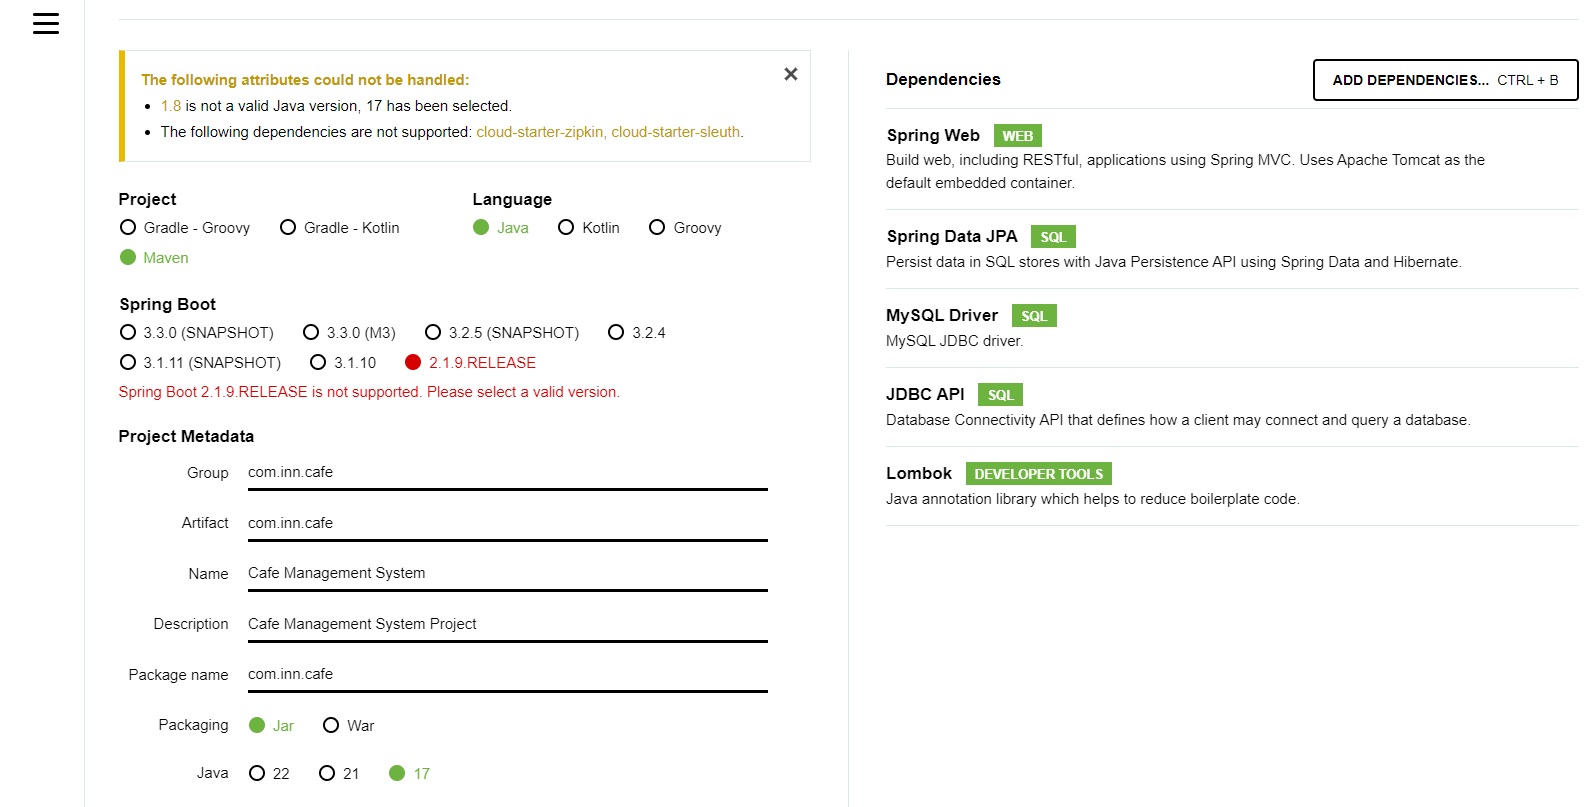 The following attributes could not be handled:
1.8 is not a valid Java version, 17 has been selected.
The following dependencies are not supported: cloud-starter-zipkin, cloud-starter-sleuth.
Project
Gradle - Groovy Gradle - Kotlin
Maven
Language
Java Kotlin Groovy
Spring Boot
3.3.0 (SNAPSHOT) 3.3.0 (M3) 3.2.5 (SNAPSHOT) 3.2.4
3.1.11 (SNAPSHOT) 3.1.10 2.1.9.RELEASE
Spring Boot 2.1.9.RELEASE is not supported. Please select a valid version.
Project Metadata
Group com.inn.cafe
Artifact com.inn.cafe
Name Cafe Management System
Description Cafe Management System Project
Package name com.inn.cafe
Packaging Jar War
Java 22 21 17
Dependencies ADD DEPENDENCIES... CTRL + B
Spring Web WEB
Build web, including RESTful, applications using Spring MVC. Uses Apache Tomcat as the
default embedded container.
Spring Data JPA SQL
Persist data in SQL stores with Java Persistence API using Spring Data and Hibernate.
MySQL Driver SQL
MySQL JDBC driver.
JDBC API SQL
Database Connectivity API that defines how a client may connect and query a database.
Lombok DEVELOPER TOOLS
Java annotation library which helps to reduce boilerplate code.